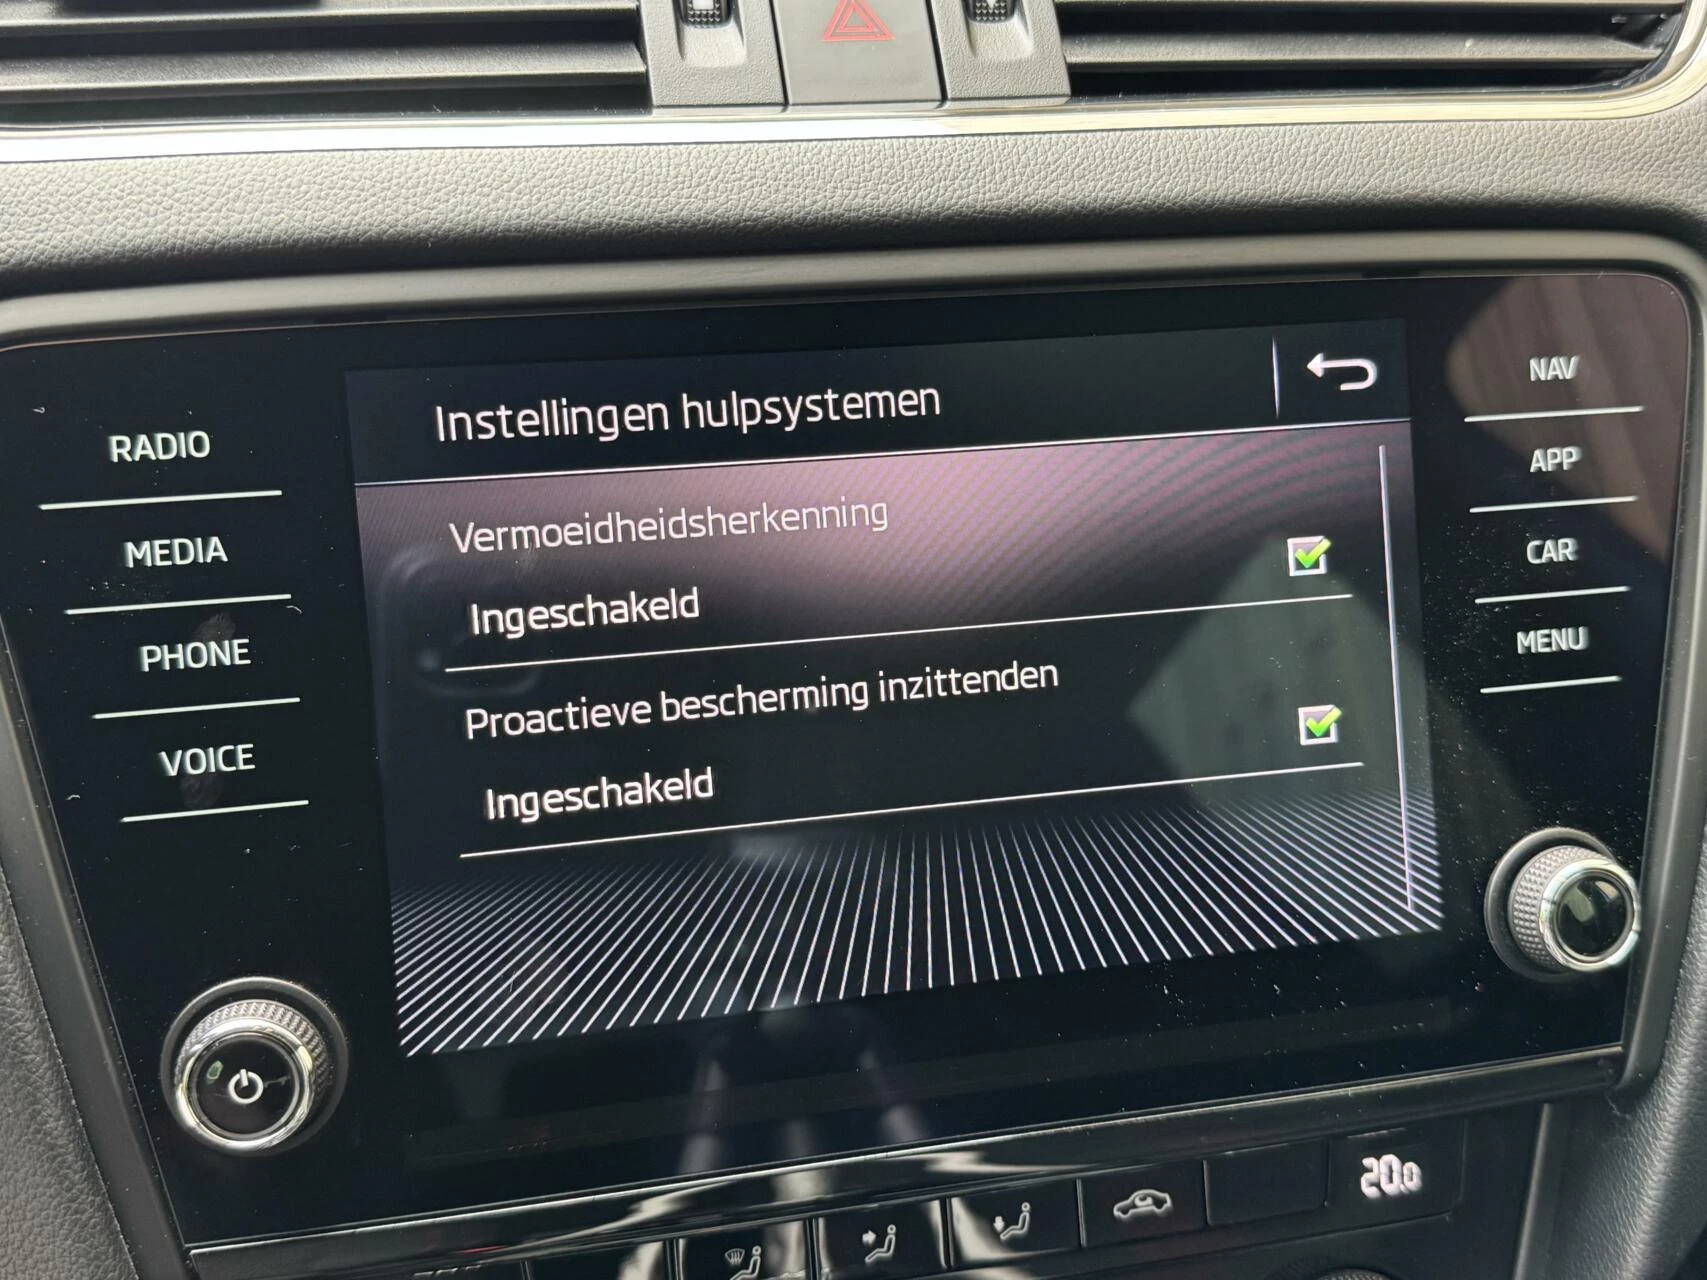 Instellingen hulpsystemen
Vermoeidheidsherkenning
Ingeschakeld
Proactieve bescherming inzittenden
Ingeschakeld
RADIO
MEDIA
PHONE
VOICE
NAV
APP
CAR
MENU
20.0